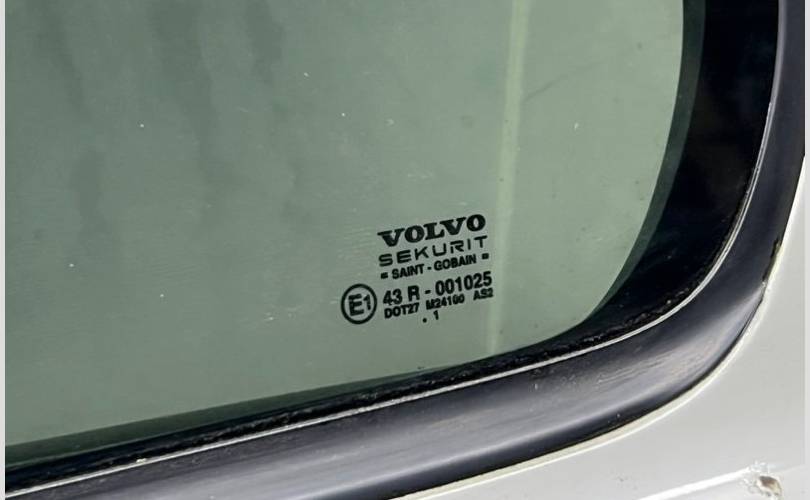 VOLVO
SEKURIT
SAINT-GOBAIN
E1 43 R - 001025
DOT27 M24100 AS2
. 1